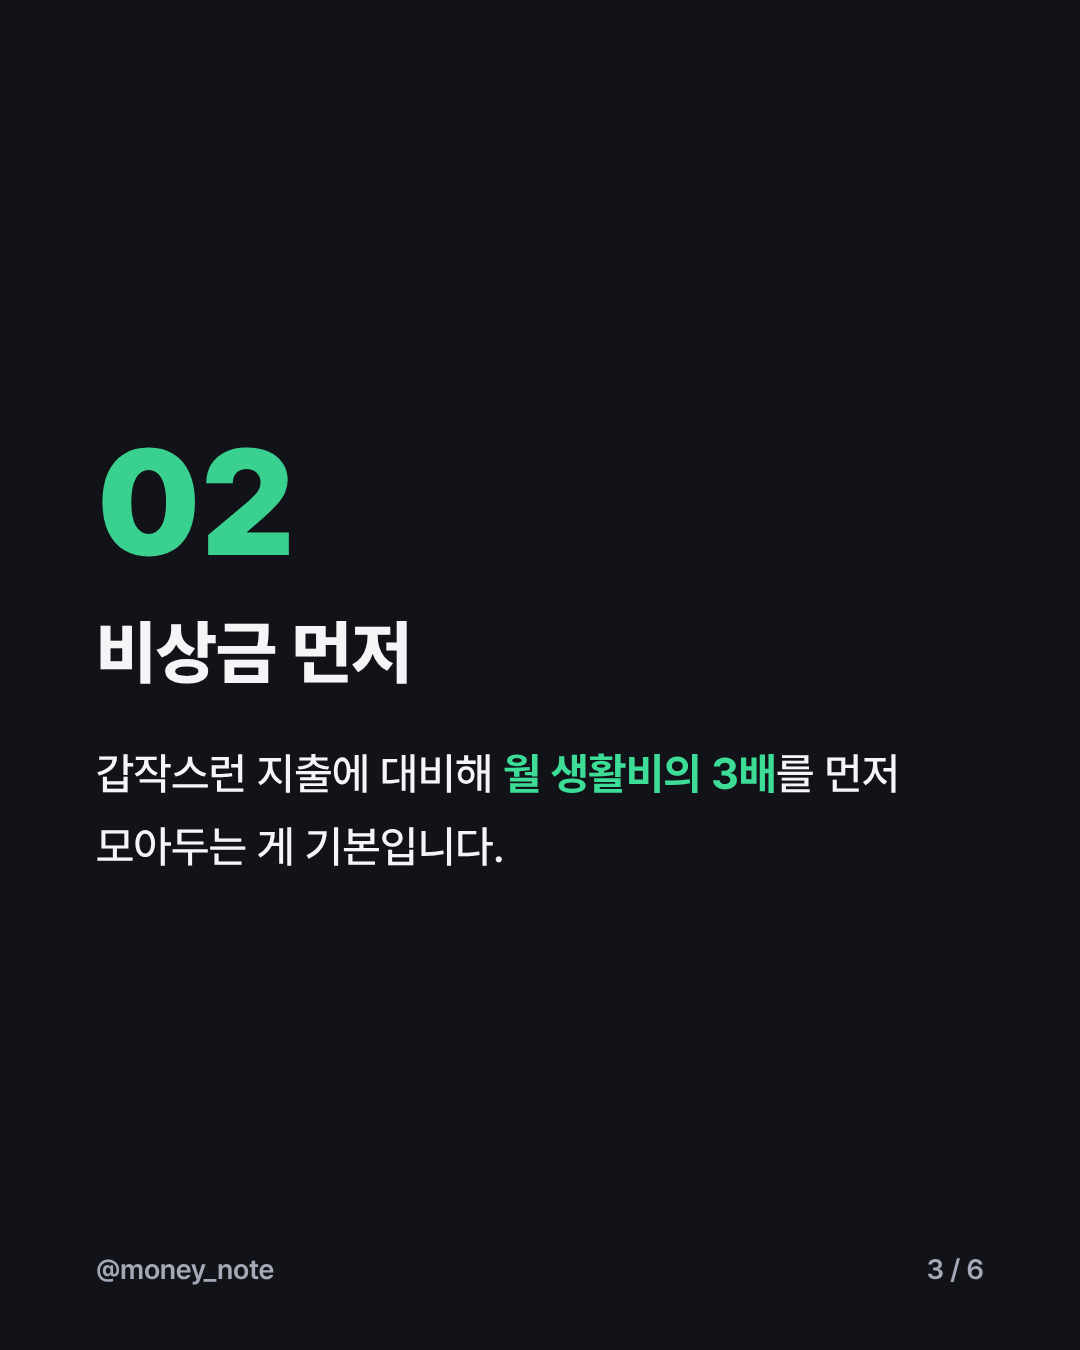 02
비상금 먼저
갑작스런 지출에 대비해 월 생활비의 3배를 먼저
모아두는 게 기본입니다.
@money_note
3 / 6